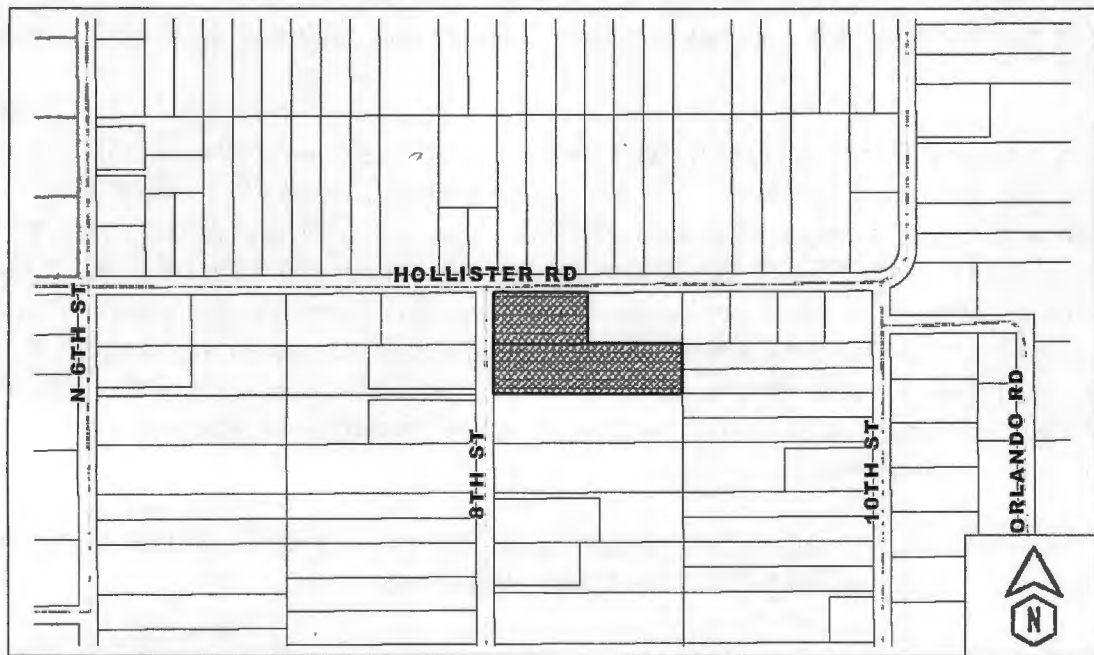 HOLLISTER RD
N 6TH ST
8TH ST
10TH ST
ORLANDO RD
N